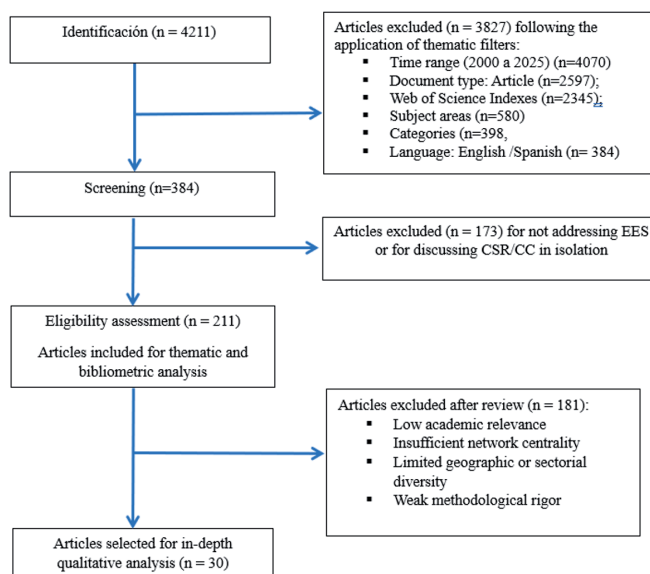 Identificación (n = 4211)
Articles excluded (n = 3827) following the
application of thematic filters:
▪ Time range (2000 a 2025) (n=4070)
▪ Document type: Article (n=2597);
▪ Web of Science Indexes (n=2345);
▪ Subject areas (n=580)
▪ Categories (n=398,
▪ Language: English /Spanish (n= 384)
Screening (n=384)
Articles excluded (n = 173) for not addressing EES
or for discussing CSR/CC in isolation
Eligibility assessment (n = 211)
Articles included for thematic and
bibliometric analysis
Articles excluded after review (n = 181):
▪ Low academic relevance
▪ Insufficient network centrality
▪ Limited geographic or sectorial
diversity
▪ Weak methodological rigor
Articles selected for in-depth
qualitative analysis (n = 30)